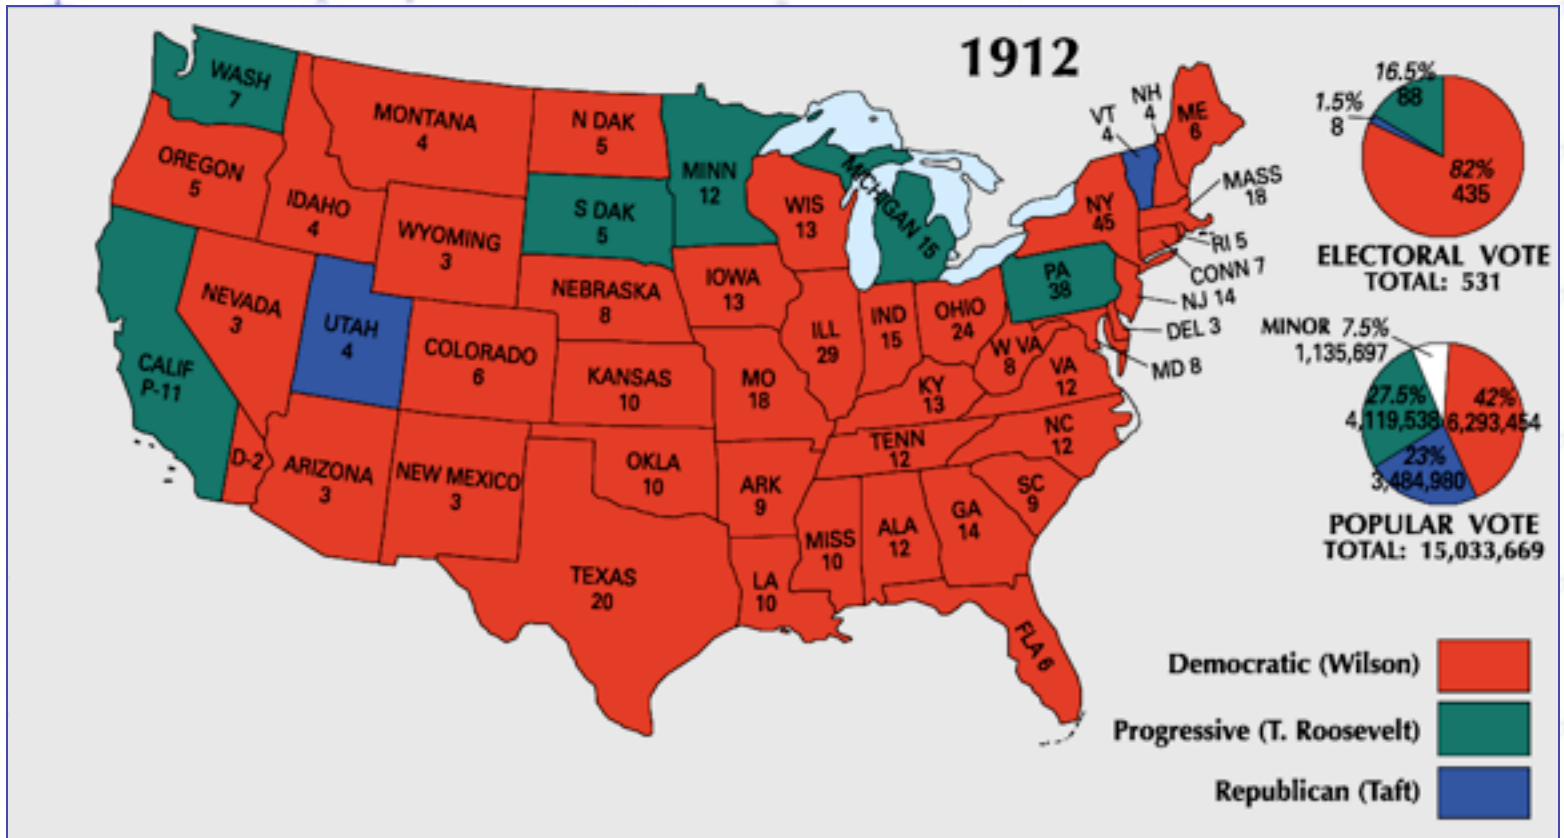 1912
WASH
7
OREGON
5
CALIF
P-11
D-2
IDAHO
4
NEVADA
3
MONTANA
4
WYOMING
3
UTAH
4
COLORADO
6
ARIZONA
3
NEW MEXICO
3
N DAK
5
S DAK
5
NEBRASKA
8
KANSAS
10
OKLA
10
TEXAS
20
MINN
12
IOWA
13
MO
18
ARK
9
LA
10
WIS
13
ILL
29
MICHIGAN 15
IND
15
OHIO
24
KY
13
TENN
12
MISS
10
ALA
12
GA
14
FLA 6
SC
9
NC
12
VA
12
W VA
8
PA
38
NY
45
VT
4
NH
4
ME
6
MASS
18
RI 5
CONN 7
NJ 14
DEL 3
MD 8
16.5%
88
1.5%
8
82%
435
ELECTORAL VOTE
TOTAL: 531
MINOR 7.5%
1,135,697
27.5%
4,119,538
42%
6,293,454
23%
3,484,980
POPULAR VOTE
TOTAL: 15,033,669
Democratic (Wilson)
Progressive (T. Roosevelt)
Republican (Taft)